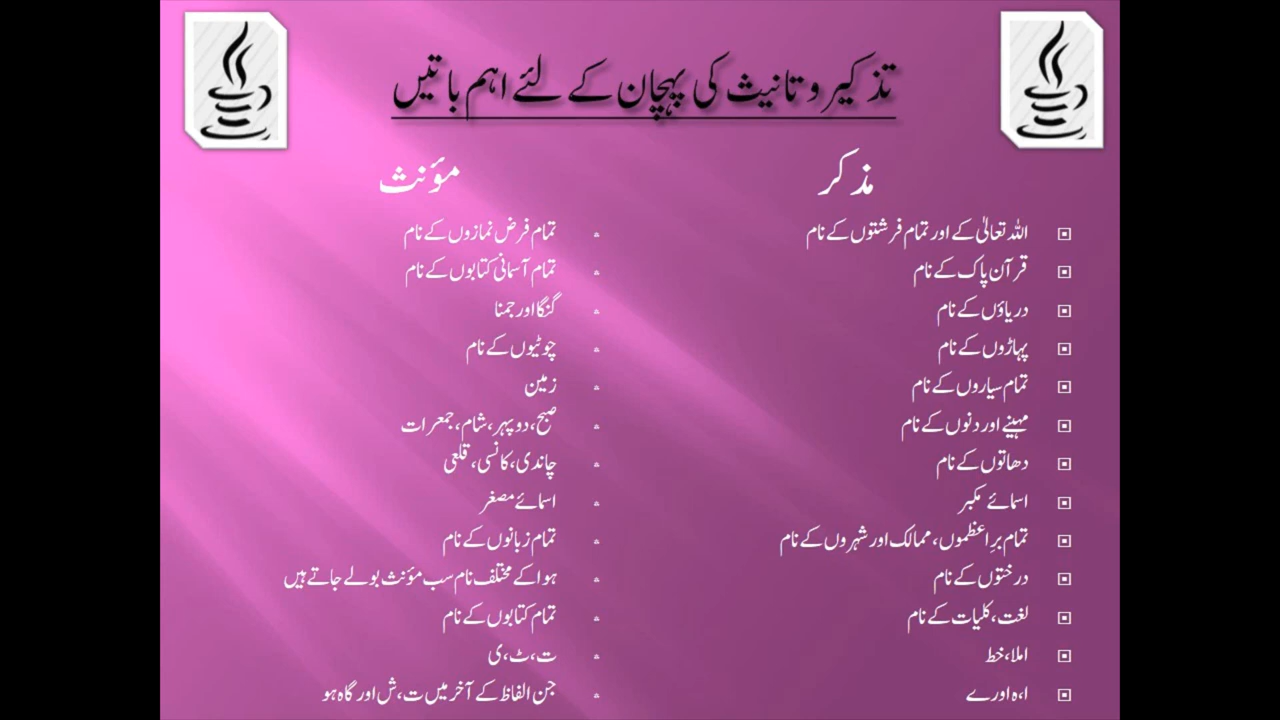 تذکیر و تانیث کی پہچان کے لئے اہم باتیں
مذکر
اللہ تعالیٰ کے اور تمام فرشتوں کے نام
قرآن پاک کے نام
دریاؤں کے نام
پہاڑوں کے نام
تمام سیاروں کے نام
مہینے اور دنوں کے نام
دھاتوں کے نام
اسمائے مکبر
تمام برِاعظموں، ممالک اور شہروں کے نام
درختوں کے نام
لغت، کلیات کے نام
املا، خط
ا، ہ اور ے
مؤنث
تمام فرض نمازوں کے نام
تمام آسمانی کتابوں کے نام
گنگا اور جمنا
چوٹیوں کے نام
زمین
صبح، دوپہر، شام، جمعرات
چاندی، کانسی، قلعی
اسمائے مصغر
تمام زبانوں کے نام
ہوا کے مختلف نام سب مؤنث بولے جاتے ہیں
تمام کتابوں کے نام
ت، ٹ، ی
جن الفاظ کے آخر میں ت، ش اور گاہ ہو